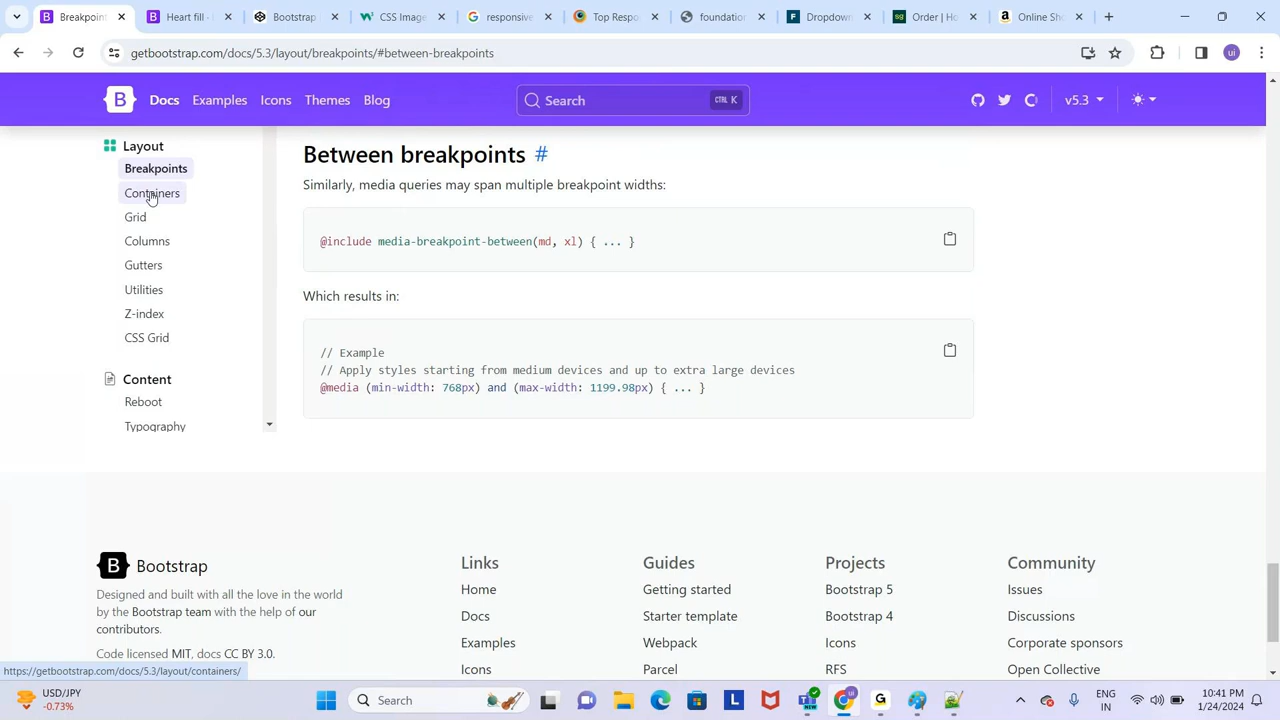 Breakpoint
Heart fill ·
Bootstrap
CSS Image
responsive
Top Resp
foundation
Dropdown
Order | Ho
Online Sho
getbootstrap.com/docs/5.3/layout/breakpoints/#between-breakpoints
ui
B Docs Examples Icons Themes Blog
Search CTRL K
v5.3
Layout
Breakpoints
Containers
Grid
Columns
Gutters
Utilities
Z-index
CSS Grid
Content
Reboot
Typography
Between breakpoints #
Similarly, media queries may span multiple breakpoint widths:
@include media-breakpoint-between(md, xl) { ... }
Which results in:
// Example
// Apply styles starting from medium devices and up to extra large devices
@media (min-width: 768px) and (max-width: 1199.98px) { ... }
B Bootstrap
Designed and built with all the love in the world
by the Bootstrap team with the help of our
contributors.
Code licensed MIT, docs CC BY 3.0.
Links
Home
Docs
Examples
Icons
Guides
Getting started
Starter template
Webpack
Parcel
Projects
Bootstrap 5
Bootstrap 4
Icons
RFS
Community
Issues
Discussions
Corporate sponsors
Open Collective
https://getbootstrap.com/docs/5.3/layout/containers/
USD/JPY
-0.73%
Search
ENG
IN
10:41 PM
1/24/2024